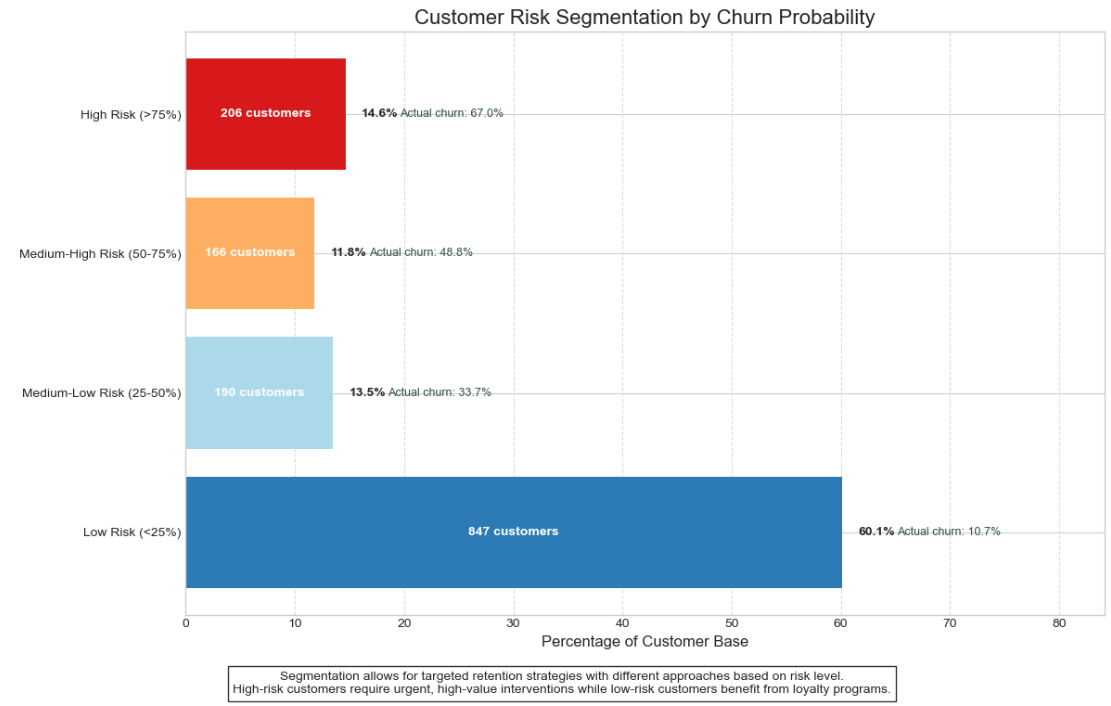 Customer Risk Segmentation by Churn Probability
High Risk (>75%)
206 customers
14.6% Actual churn: 67.0%
Medium-High Risk (50-75%)
166 customers
11.8% Actual churn: 48.8%
Medium-Low Risk (25-50%)
190 customers
13.5% Actual churn: 33.7%
Low Risk (<25%)
847 customers
60.1% Actual churn: 10.7%
0 10 20 30 40 50 60 70 80
Percentage of Customer Base
Segmentation allows for targeted retention strategies with different approaches based on risk level.
High-risk customers require urgent, high-value interventions while low-risk customers benefit from loyalty programs.